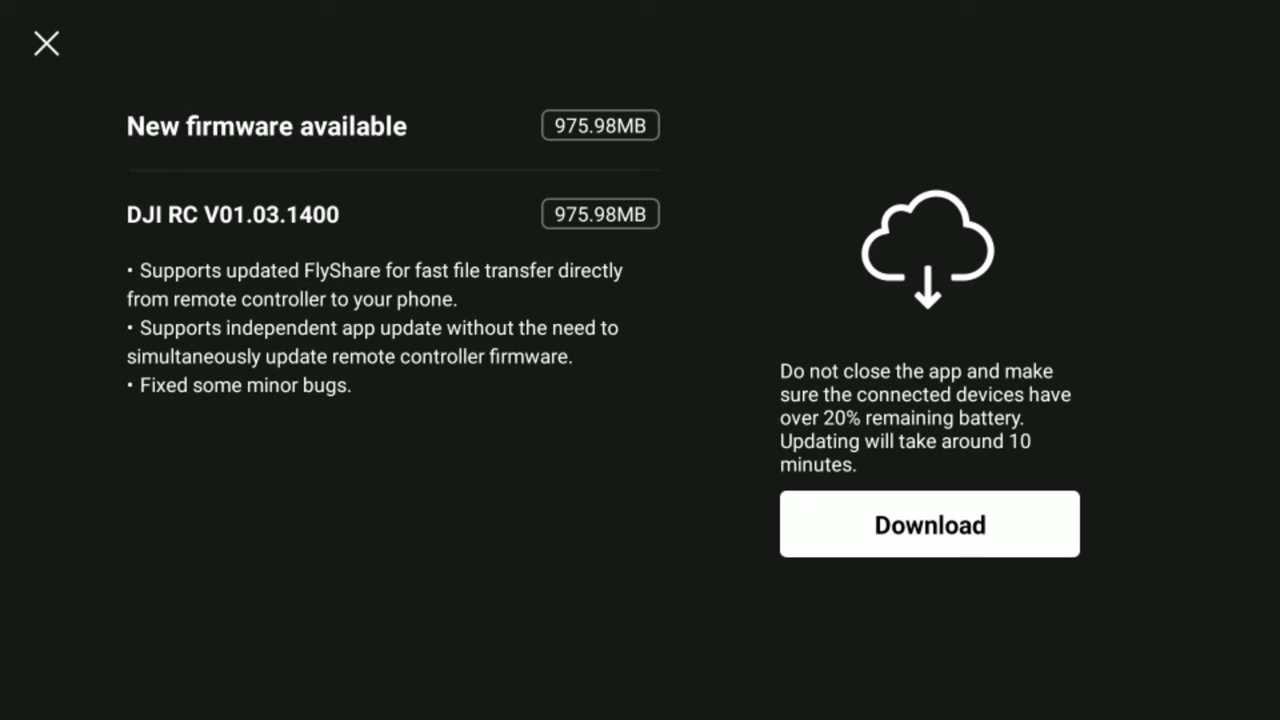 New firmware available 975.98MB
DJI RC V01.03.1400 975.98MB
• Supports updated FlyShare for fast file transfer directly
from remote controller to your phone.
• Supports independent app update without the need to
simultaneously update remote controller firmware.
• Fixed some minor bugs.
Do not close the app and make
sure the connected devices have
over 20% remaining battery.
Updating will take around 10
minutes.
Download